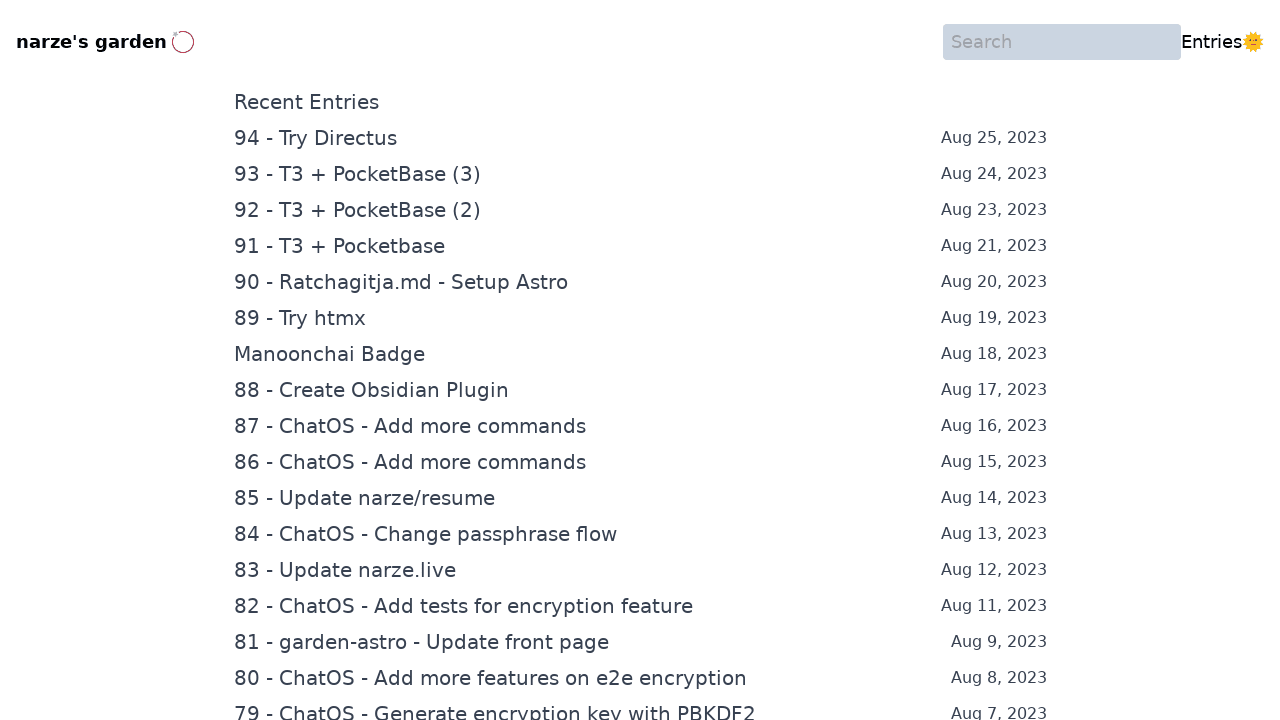 narze's garden
Search
Entries
Recent Entries
94 - Try Directus Aug 25, 2023
93 - T3 + PocketBase (3) Aug 24, 2023
92 - T3 + PocketBase (2) Aug 23, 2023
91 - T3 + Pocketbase Aug 21, 2023
90 - Ratchagitja.md - Setup Astro Aug 20, 2023
89 - Try htmx Aug 19, 2023
Manoonchai Badge Aug 18, 2023
88 - Create Obsidian Plugin Aug 17, 2023
87 - ChatOS - Add more commands Aug 16, 2023
86 - ChatOS - Add more commands Aug 15, 2023
85 - Update narze/resume Aug 14, 2023
84 - ChatOS - Change passphrase flow Aug 13, 2023
83 - Update narze.live Aug 12, 2023
82 - ChatOS - Add tests for encryption feature Aug 11, 2023
81 - garden-astro - Update front page Aug 9, 2023
80 - ChatOS - Add more features on e2e encryption Aug 8, 2023
79 - ChatOS - Generate encryption key with PBKDF2 Aug 7, 2023